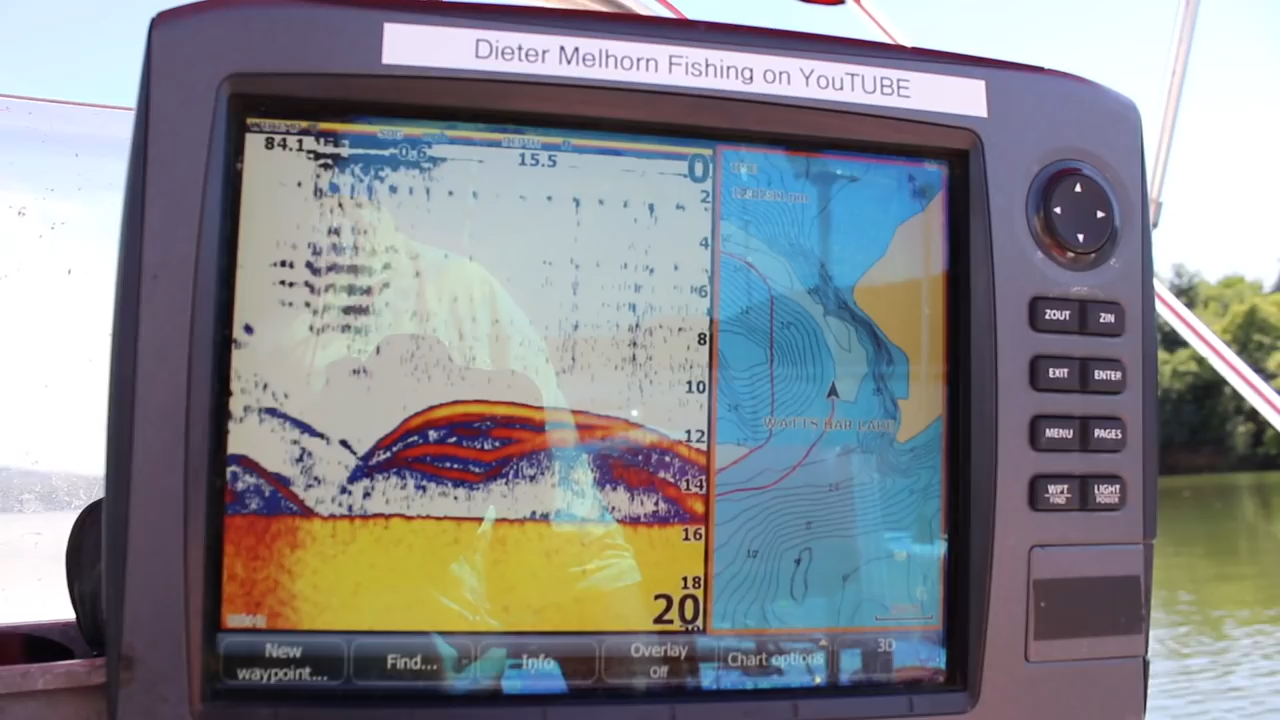 Dieter Melhorn Fishing on YouTUBE
84.1
0.6
15.5
0
2
4
6
8
10
12
14
16
18
20
WATTS BAR LAKE
New
waypoint...
Find...
Info
Overlay
off
Chart options
3D
ZOUT
ZIN
EXIT
ENTER
MENU
PAGES
WPT
FIND
LIGHT
POWER